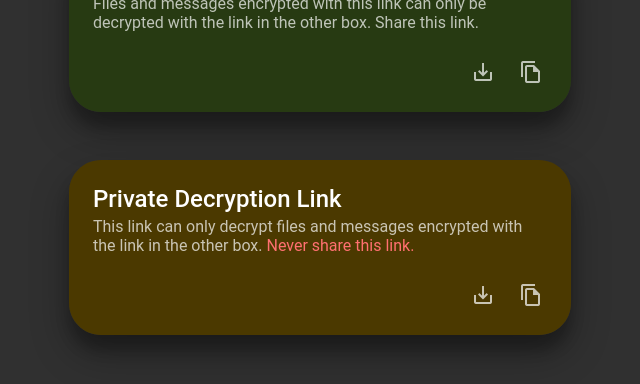 Files and messages encrypted with this link can only be
decrypted with the link in the other box. Share this link.
Private Decryption Link
This link can only decrypt files and messages encrypted with
the link in the other box. Never share this link.